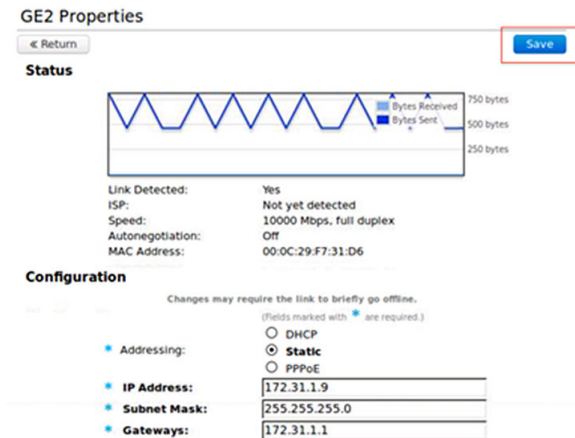 GE2 Properties
« Return
Save
Status
Bytes Received
Bytes Sent
750 bytes
500 bytes
250 bytes
Link Detected: Yes
ISP: Not yet detected
Speed: 10000 Mbps, full duplex
Autonegotiation: Off
MAC Address: 00:0C:29:F7:31:D6
Configuration
Changes may require the link to briefly go offline.
(Fields marked with * are required.)
DHCP
* Addressing: Static
PPPoE
* IP Address: 172.31.1.9
* Subnet Mask: 255.255.255.0
* Gateways: 172.31.1.1